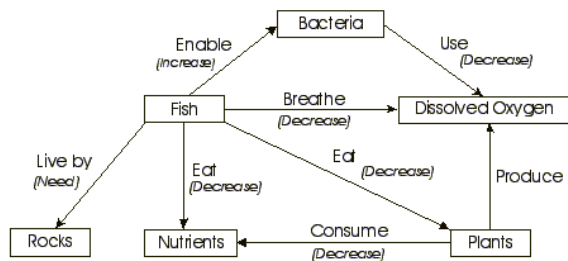 Bacteria
Enable
(Increase)
Use
(Decrease)
Fish
Breathe
(Decrease)
Dissolved Oxygen
Live by
(Need)
Eat
(Decrease)
Eat
(Decrease)
Produce
Rocks
Nutrients
Consume
(Decrease)
Plants